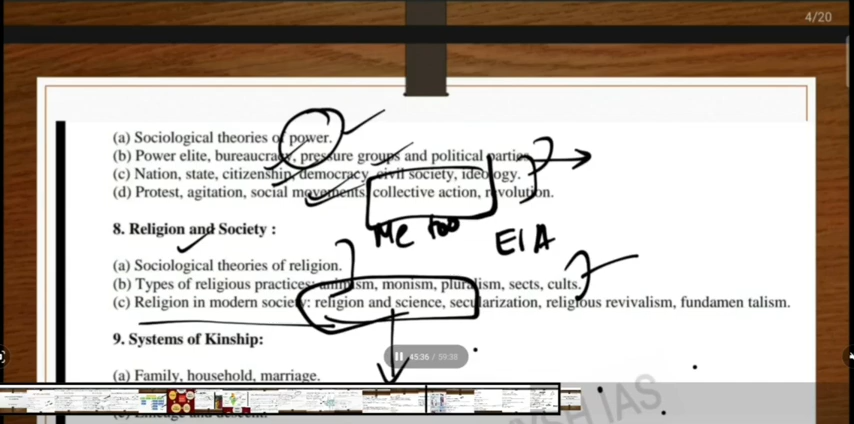 4/20
(a) Sociological theories of power.
(b) Power elite, bureaucracy, pressure groups and political parties
(c) Nation, state, citizenship, democracy, civil society, ideology.
(d) Protest, agitation, social movements, collective action, revolution.
Me too
EIA
8. Religion and Society :
(a) Sociological theories of religion.
(b) Types of religious practices: animism, monism, pluralism, sects, cults.
(c) Religion in modern society: religion and science, secularization, religious revivalism, fundamen talism.
9. Systems of Kinship:
45:36 / 59:38
(a) Family, household, marriage.
IAS